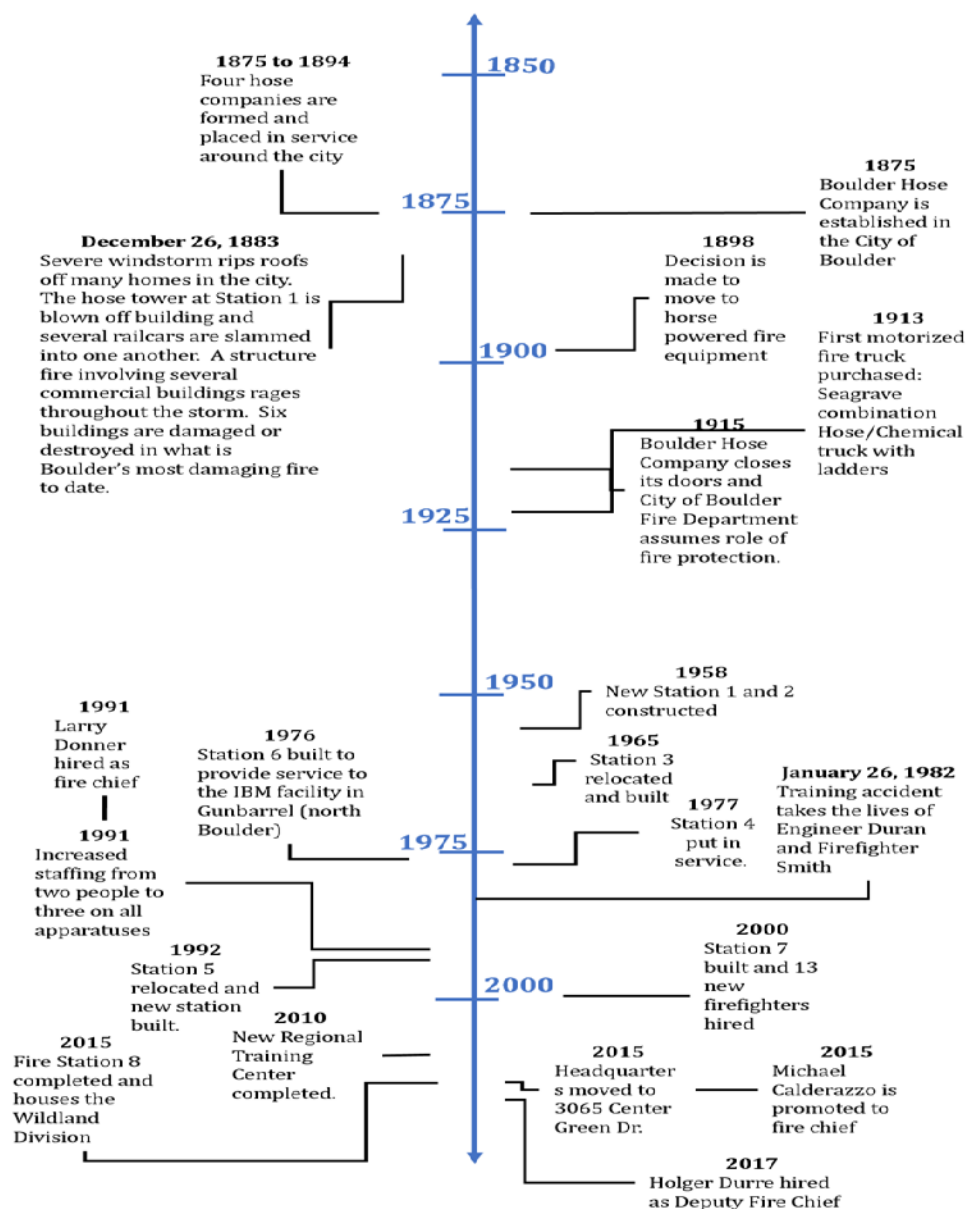 1850
1875 to 1894
Four hose
companies are
formed and
placed in service
around the city
1875
1875
Boulder Hose
Company is
established in
the City of
Boulder
December 26, 1883
Severe windstorm rips roofs
off many homes in the city.
The hose tower at Station 1 is
blown off building and
several railcars are slammed
into one another.  A structure
fire involving several
commercial buildings rages
throughout the storm.  Six
buildings are damaged or
destroyed in what is
Boulder's most damaging fire
to date.
1898
Decision is
made to
move to
horse
powered fire
equipment
1900
1913
First motorized
fire truck
purchased:
Seagrave
combination
Hose/Chemical
truck with
ladders
1915
Boulder Hose
Company closes
its doors and
City of Boulder
Fire Department
assumes role of
fire protection.
1925
1950
1958
New Station 1 and 2
constructed
1991
Larry
Donner
hired as
fire chief
1976
Station 6 built to
provide service to
the IBM facility in
Gunbarrel (north
Boulder)
1965
Station 3
relocated
and built
January 26, 1982
Training accident
takes the lives of
Engineer Duran
and Firefighter
Smith
1977
Station 4
put in
service.
1975
1991
Increased
staffing from
two people to
three on all
apparatuses
1992
Station 5
relocated and
new station
built.
2000
Station 7
built and 13
new
firefighters
hired
2000
2010
New Regional
Training
Center
completed.
2015
Fire Station 8
completed and
houses the
Wildland
Division
2015
Headquarter
s moved to
3065 Center
Green Dr.
2015
Michael
Calderazzo is
promoted to
fire chief
2017
Holger Durre hired
as Deputy Fire Chief